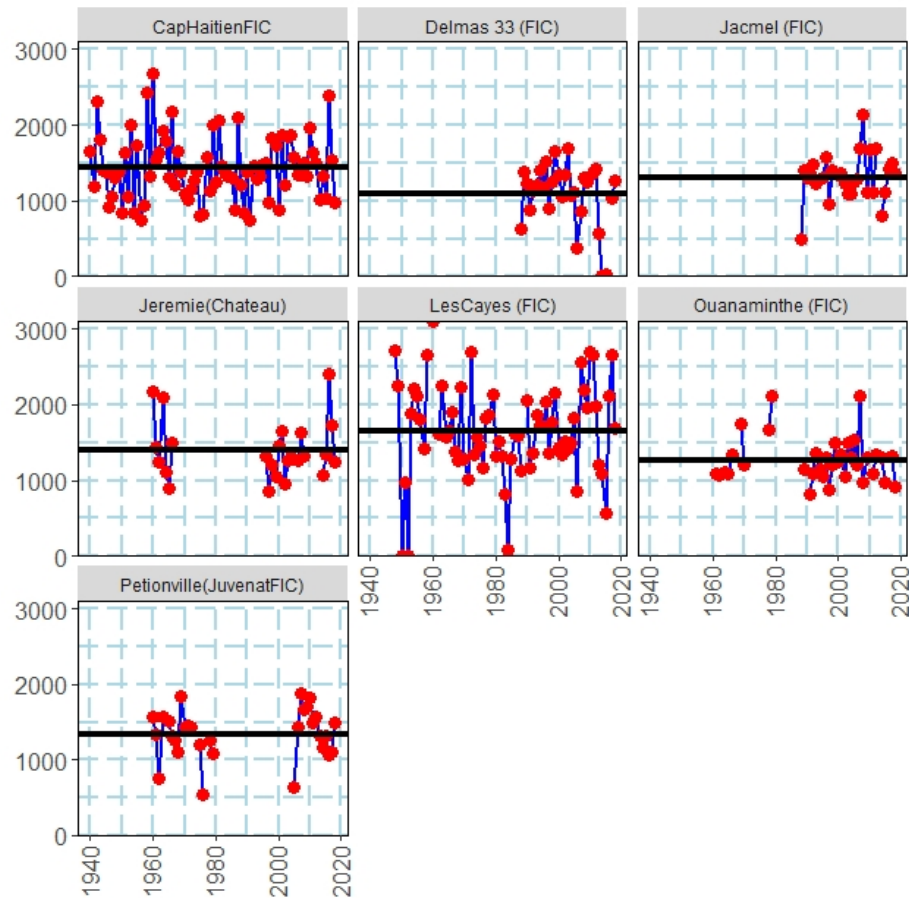 CapHaitienFIC Delmas 33 (FIC) Jacmel (FIC)
3000
2000
1000
0
Jeremie(Chateau) LesCayes (FIC) Ouanaminthe (FIC)
3000
2000
1000
0
1940 1960 1980 2000 2020 1940 1960 1980 2000 2020
Petionville(JuvenatFIC)
3000
2000
1000
0
1940 1960 1980 2000 2020